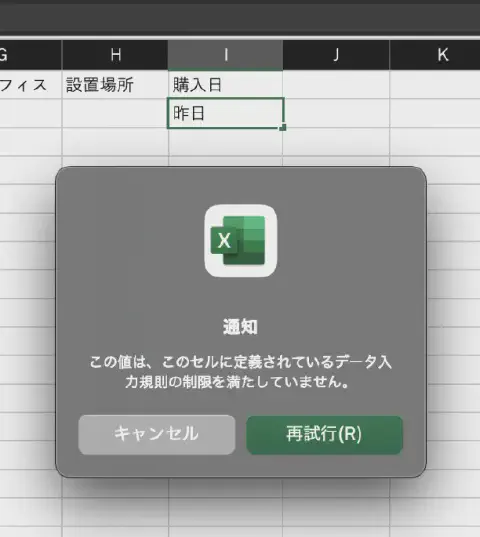 G H I J K
フィス 設置場所 購入日
昨日
X
通知
この値は、このセルに定義されているデータ入
力規則の制限を満たしていません。
キャンセル 再試行(R)